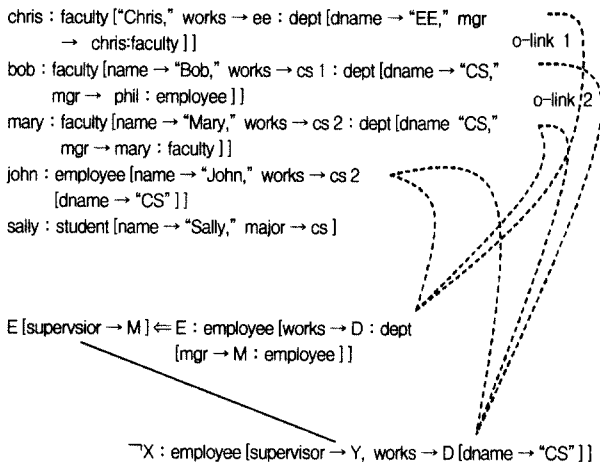 chris : faculty ["Chris," works → ee : dept [dname → "EE," mgr
→ chris:faculty ] ]
o-link 1
bob : faculty [name → "Bob," works → cs 1 : dept [dname → "CS,"
mgr → phil : employee ] ]
o-link 2
mary : faculty [name → "Mary," works → cs 2 : dept [dname "CS,"
mgr → mary : faculty ] ]
john : employee [name → "John," works → cs 2
[dname → "CS" ] ]
sally : student [name → "Sally," major → cs ]
E [supervsior → M ] ⇐ E : employee [works → D : dept
[mgr → M : employee ] ]
¬X : employee [supervisor → Y, works → D [dname → "CS" ] ]